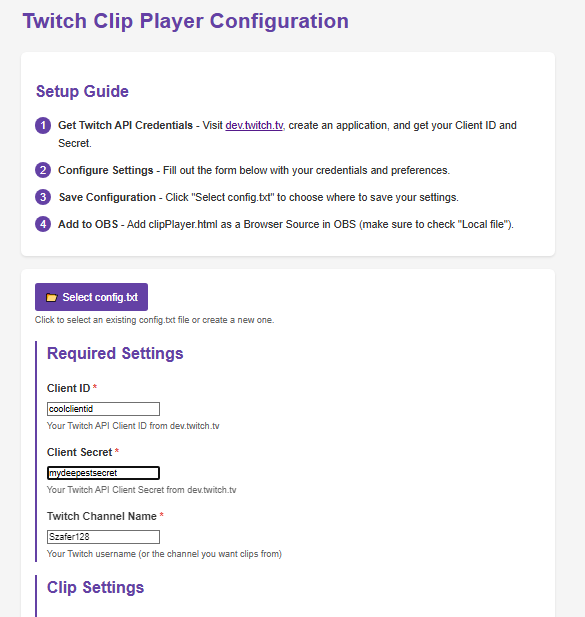 Twitch Clip Player Configuration
Setup Guide
1 Get Twitch API Credentials - Visit dev.twitch.tv, create an application, and get your Client ID and
Secret.
2 Configure Settings - Fill out the form below with your credentials and preferences.
3 Save Configuration - Click "Select config.txt" to choose where to save your settings.
4 Add to OBS - Add clipPlayer.html as a Browser Source in OBS (make sure to check "Local file").
Select config.txt
Click to select an existing config.txt file or create a new one.
Required Settings
Client ID *
coolclientid
Your Twitch API Client ID from dev.twitch.tv
Client Secret *
mydeepestsecret
Your Twitch API Client Secret from dev.twitch.tv
Twitch Channel Name *
Szafer128
Your Twitch username (or the channel you want clips from)
Clip Settings